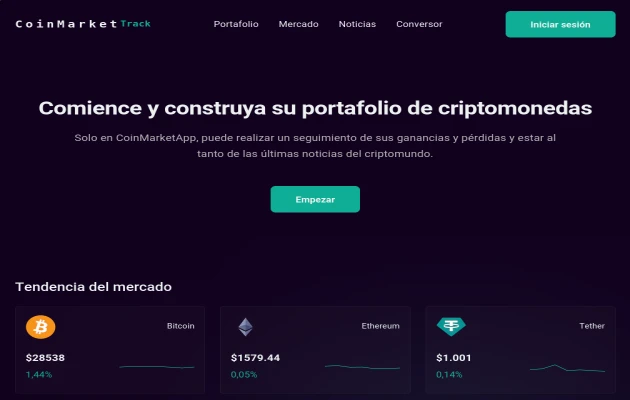 CoinMarketTrack Portafolio Mercado Noticias Conversor Iniciar sesión
Comience y construya su portafolio de criptomonedas
Solo en CoinMarketApp, puede realizar un seguimiento de sus ganancias y pérdidas y estar al
tanto de las últimas noticias del criptomundo.
Empezar
Tendencia del mercado
Bitcoin
$28538
1,44%
Ethereum
$1579.44
0,05%
Tether
$1.001
0,14%